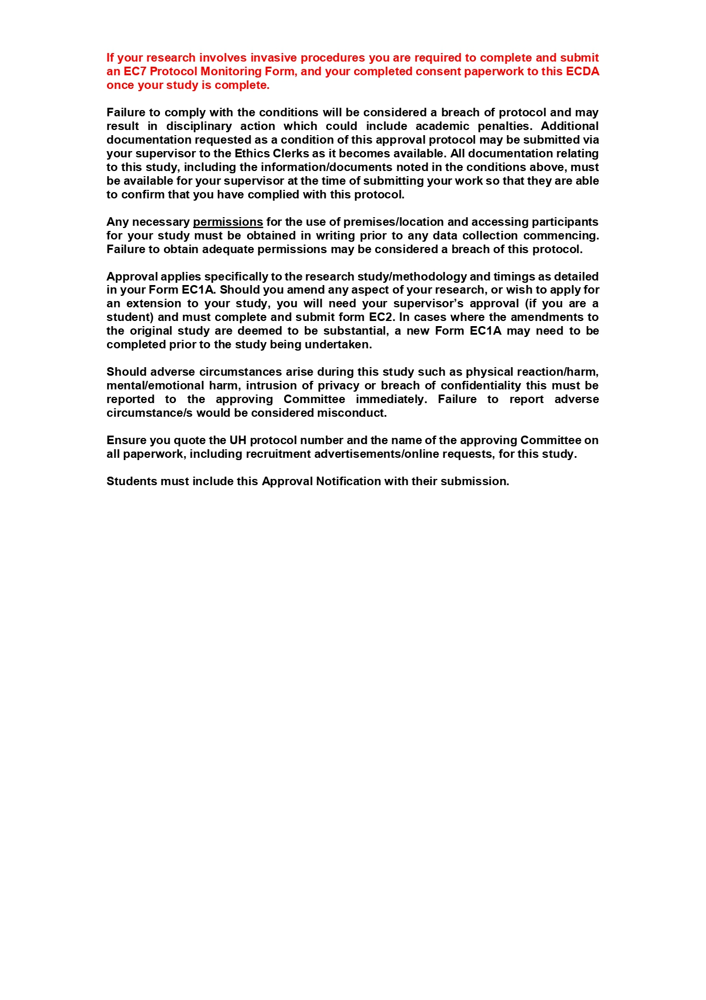 If your research involves invasive procedures you are required to complete and submit
an EC7 Protocol Monitoring Form, and your completed consent paperwork to this ECDA
once your study is complete.
Failure to comply with the conditions will be considered a breach of protocol and may
result in disciplinary action which could include academic penalties. Additional
documentation requested as a condition of this approval protocol may be submitted via
your supervisor to the Ethics Clerks as it becomes available. All documentation relating
to this study, including the information/documents noted in the conditions above, must
be available for your supervisor at the time of submitting your work so that they are able
to confirm that you have complied with this protocol.
Any necessary permissions for the use of premises/location and accessing participants
for your study must be obtained in writing prior to any data collection commencing.
Failure to obtain adequate permissions may be considered a breach of this protocol.
Approval applies specifically to the research study/methodology and timings as detailed
in your Form EC1A. Should you amend any aspect of your research, or wish to apply for
an extension to your study, you will need your supervisor’s approval (if you are a
student) and must complete and submit form EC2. In cases where the amendments to
the original study are deemed to be substantial, a new Form EC1A may need to be
completed prior to the study being undertaken.
Should adverse circumstances arise during this study such as physical reaction/harm,
mental/emotional harm, intrusion of privacy or breach of confidentiality this must be
reported to the approving Committee immediately. Failure to report adverse
circumstance/s would be considered misconduct.
Ensure you quote the UH protocol number and the name of the approving Committee on
all paperwork, including recruitment advertisements/online requests, for this study.
Students must include this Approval Notification with their submission.